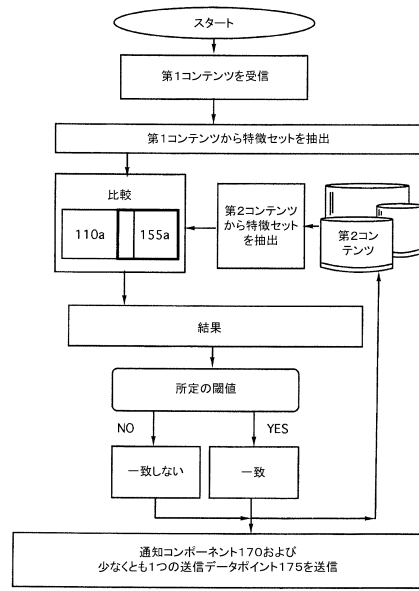 スタート
第1コンテンツを受信
第1コンテンツから特徴セットを抽出
比較
110a
155a
第2コンテンツ
から特徴セット
を抽出
第2コン
テンツ
結果
所定の閾値
NO
YES
一致しない
一致
通知コンポーネント170および
少なくとも1つの送信データポイント175を送信